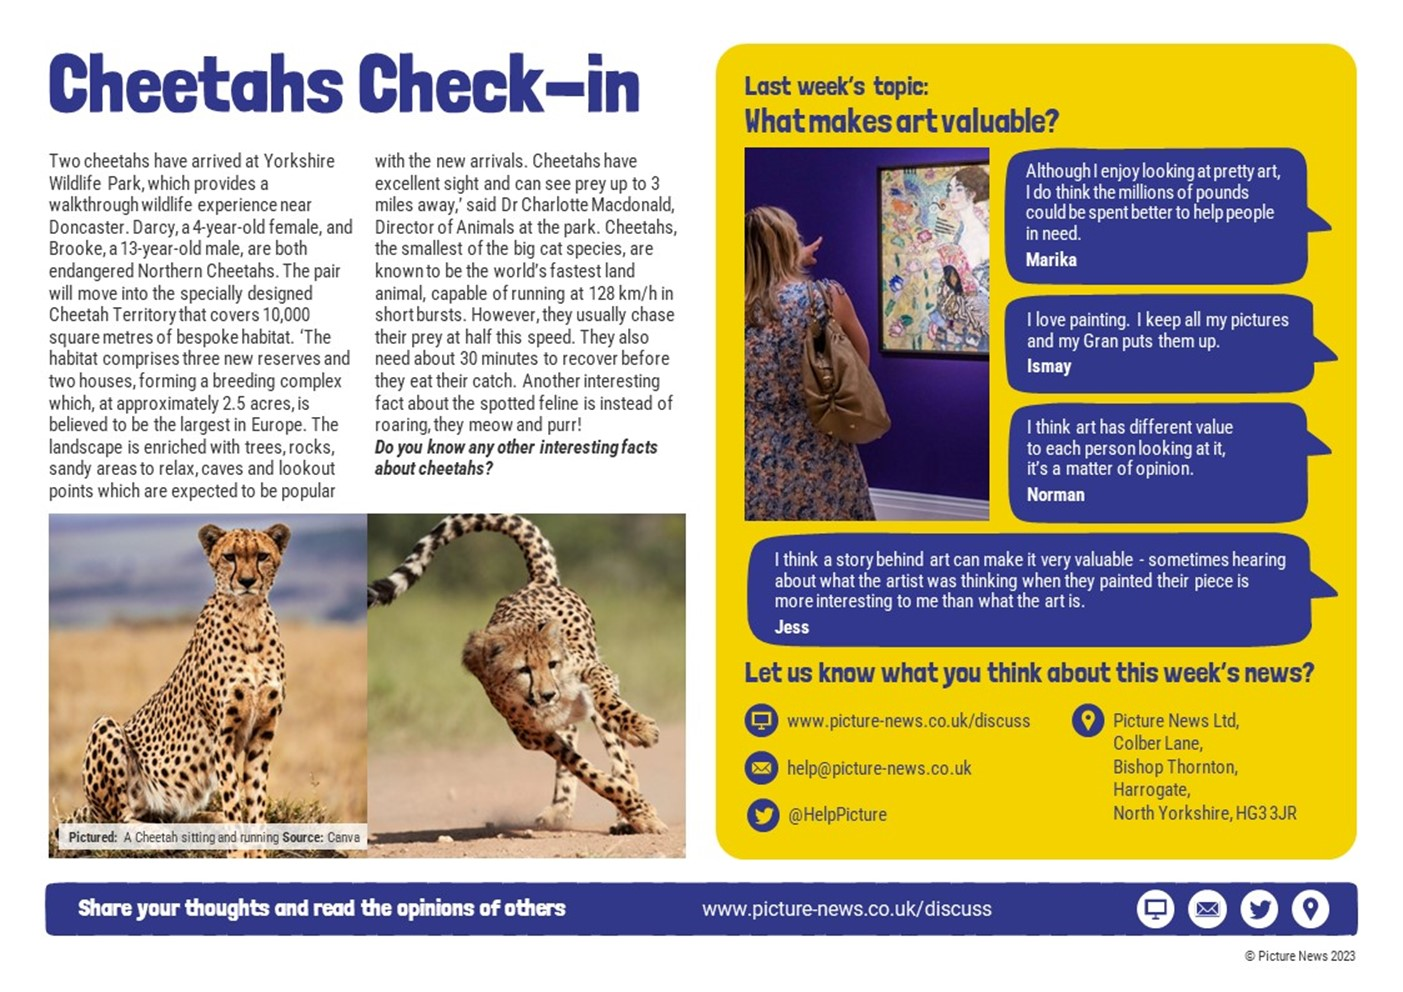 Cheetahs Check-in
Two cheetahs have arrived at Yorkshire
Wildlife Park, which provides a
walkthrough wildlife experience near
Doncaster. Darcy, a 4-year-old female, and
Brooke, a 13-year-old male, are both
endangered Northern Cheetahs. The pair
will move into the specially designed
Cheetah Territory that covers 10,000
square metres of bespoke habitat. ‘The
habitat comprises three new reserves and
two houses, forming a breeding complex
which, at approximately 2.5 acres, is
believed to be the largest in Europe. The
landscape is enriched with trees, rocks,
sandy areas to relax, caves and lookout
points which are expected to be popular
with the new arrivals. Cheetahs have
excellent sight and can see prey up to 3
miles away,’ said Dr Charlotte Macdonald,
Director of Animals at the park. Cheetahs,
the smallest of the big cat species, are
known to be the world’s fastest land
animal, capable of running at 128 km/h in
short bursts. However, they usually chase
their prey at half this speed. They also
need about 30 minutes to recover before
they eat their catch. Another interesting
fact about the spotted feline is instead of
roaring, they meow and purr!
Do you know any other interesting facts
about cheetahs?
Pictured: A Cheetah sitting and running Source: Canva
Last week’s topic:
What makes art valuable?
Although I enjoy looking at pretty art,
I do think the millions of pounds
could be spent better to help people
in need.
Marika
I love painting. I keep all my pictures
and my Gran puts them up.
Ismay
I think art has different value
to each person looking at it,
it’s a matter of opinion.
Norman
I think a story behind art can make it very valuable - sometimes hearing
about what the artist was thinking when they painted their piece is
more interesting to me than what the art is.
Jess
Let us know what you think about this week’s news?
www.picture-news.co.uk/discuss
help@picture-news.co.uk
@HelpPicture
Picture News Ltd,
Colber Lane,
Bishop Thornton,
Harrogate,
North Yorkshire, HG3 3JR
Share your thoughts and read the opinions of others
www.picture-news.co.uk/discuss
© Picture News 2023